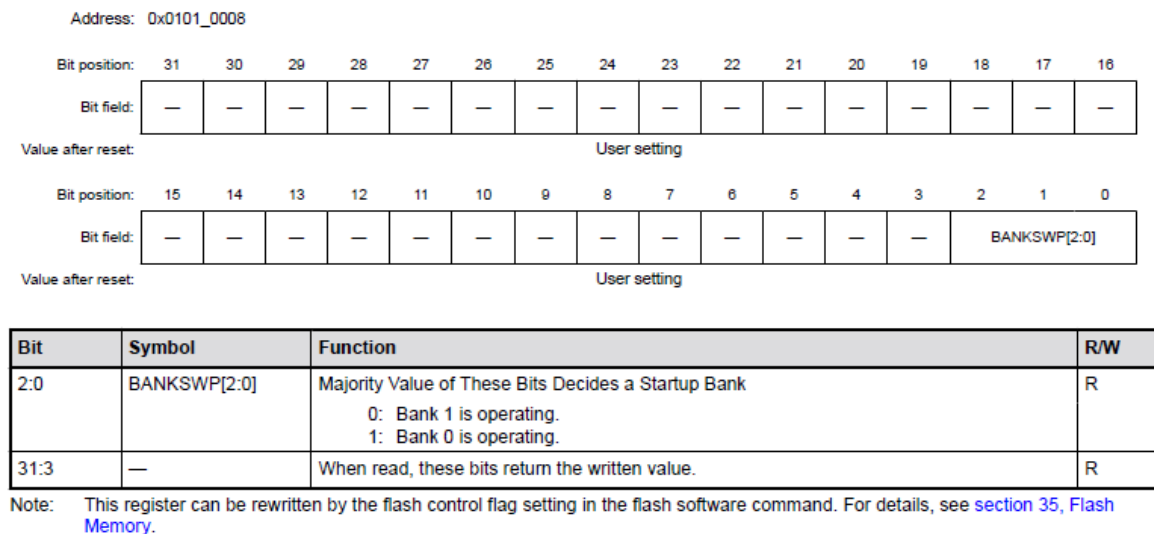 Address: 0x0101_0008
Bit position: 31 30 29 28 27 26 25 24 23 22 21 20 19 18 17 16
Bit field: — — — — — — — — — — — — — — — —
Value after reset: User setting
Bit position: 15 14 13 12 11 10 9 8 7 6 5 4 3 2 1 0
Bit field: — — — — — — — — — — — — — BANKSWP[2:0]
Value after reset: User setting
Bit Symbol Function R/W
2:0 BANKSWP[2:0] Majority Value of These Bits Decides a Startup Bank R
0: Bank 1 is operating.
1: Bank 0 is operating.
31:3 — When read, these bits return the written value. R
Note: This register can be rewritten by the flash control flag setting in the flash software command. For details, see section 35, Flash
Memory.